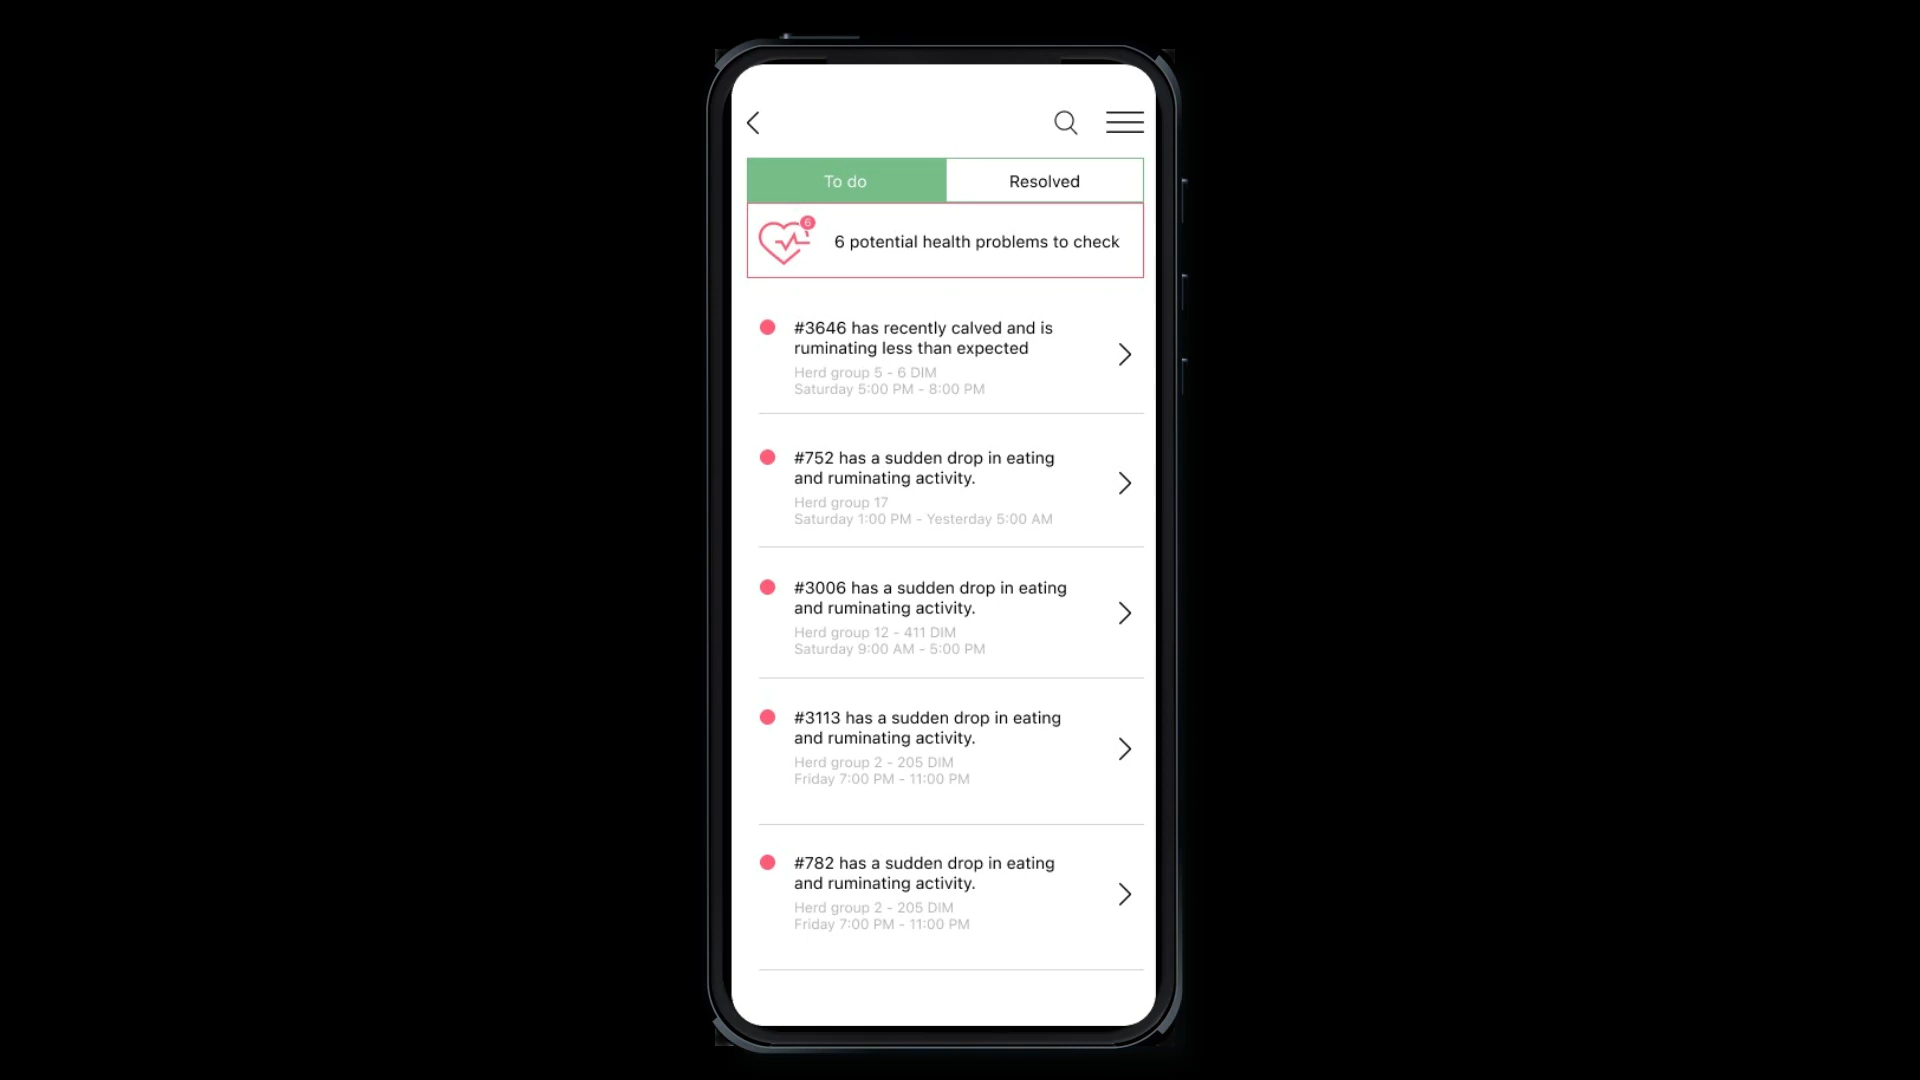 To do
Resolved
6
6 potential health problems to check
#3646 has recently calved and is
ruminating less than expected
Herd group 5 - 6 DIM
Saturday 5:00 PM - 8:00 PM
#752 has a sudden drop in eating
and ruminating activity.
Herd group 17
Saturday 1:00 PM - Yesterday 5:00 AM
#3006 has a sudden drop in eating
and ruminating activity.
Herd group 12 - 411 DIM
Saturday 9:00 AM - 5:00 PM
#3113 has a sudden drop in eating
and ruminating activity.
Herd group 2 - 205 DIM
Friday 7:00 PM - 11:00 PM
#782 has a sudden drop in eating
and ruminating activity.
Herd group 2 - 205 DIM
Friday 7:00 PM - 11:00 PM